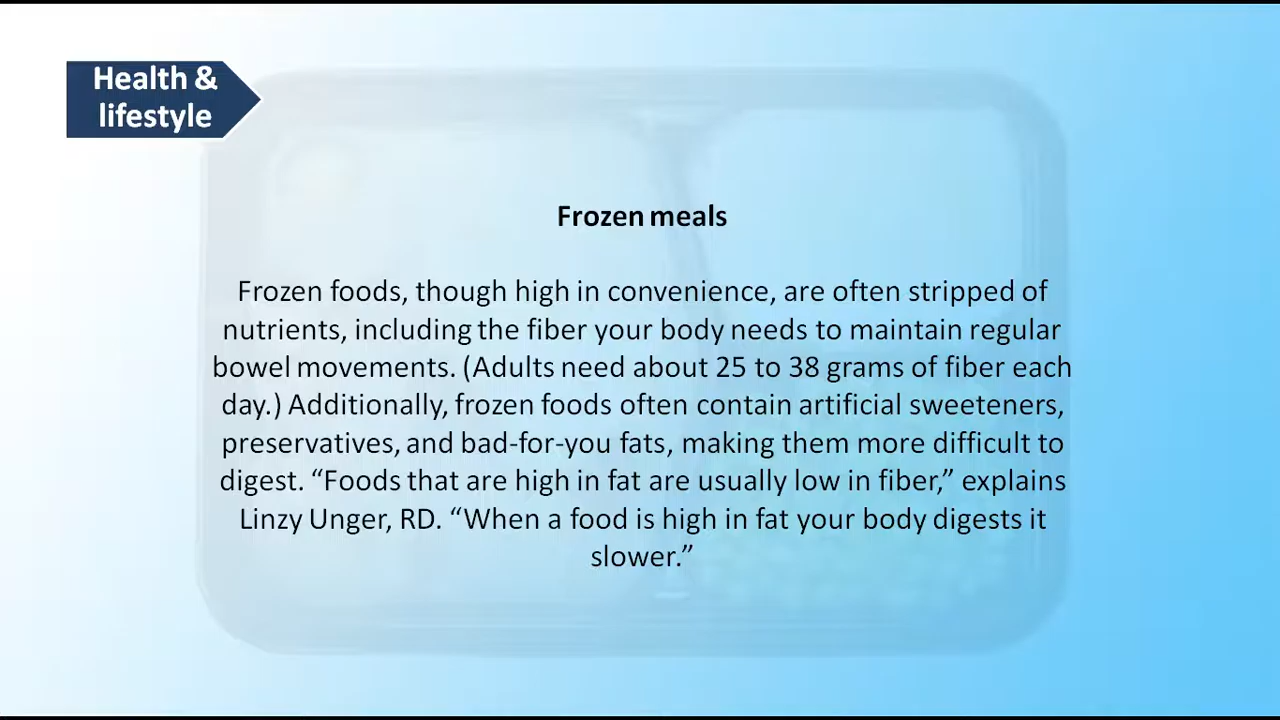 Health &
lifestyle
Frozen meals
Frozen foods, though high in convenience, are often stripped of
nutrients, including the fiber your body needs to maintain regular
bowel movements. (Adults need about 25 to 38 grams of fiber each
day.) Additionally, frozen foods often contain artificial sweeteners,
preservatives, and bad-for-you fats, making them more difficult to
digest. “Foods that are high in fat are usually low in fiber,” explains
Linzy Unger, RD. “When a food is high in fat your body digests it
slower.”